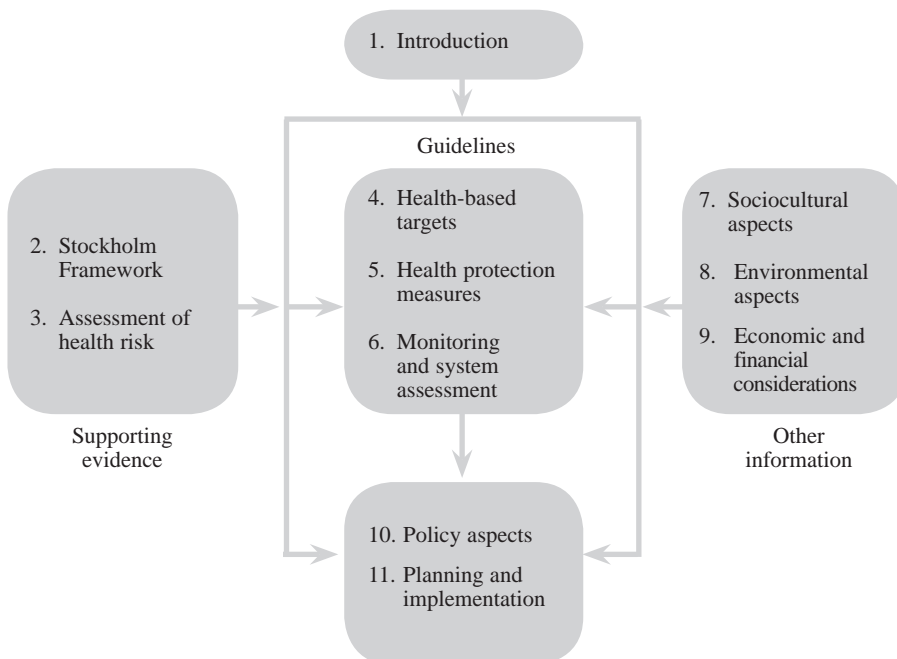 1. Introduction
Guidelines
2. Stockholm
Framework
3. Assessment of
health risk
Supporting
evidence
4. Health-based
targets
5. Health protection
measures
6. Monitoring
and system
assessment
7. Sociocultural
aspects
8. Environmental
aspects
9. Economic and
financial
considerations
Other
information
10. Policy aspects
11. Planning and
implementation